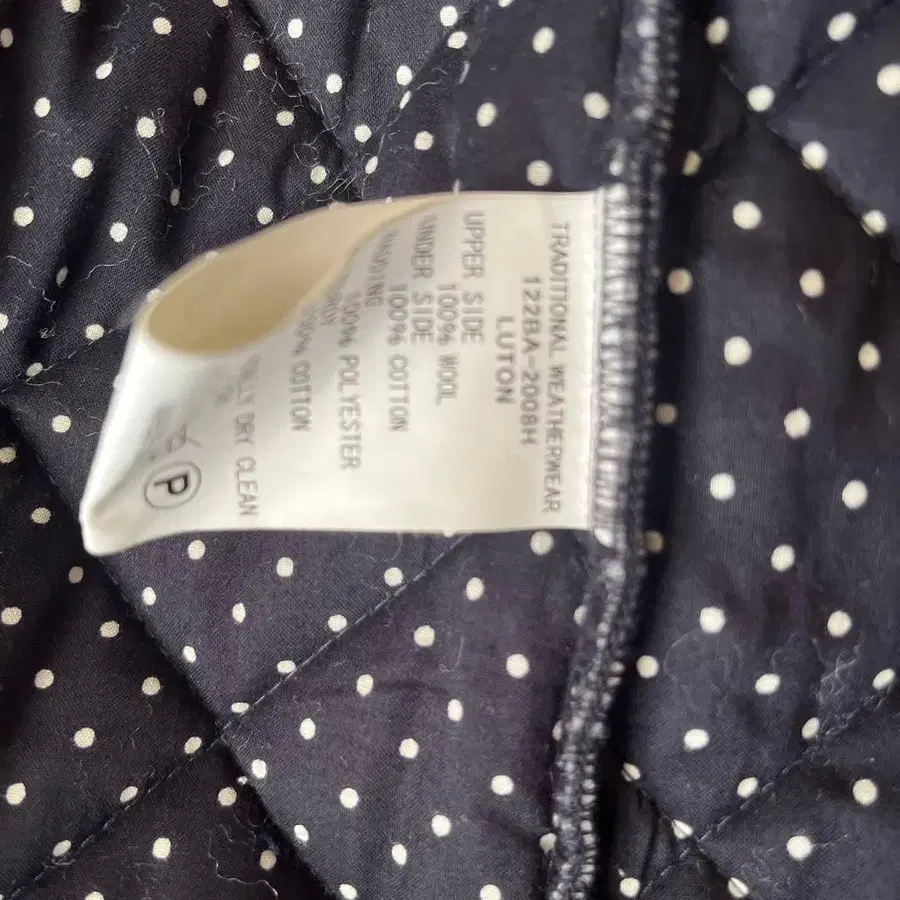 TRADITIONAL WEATHERWEAR
122BA-2008H
LUTON
UPPER SIDE
100% WOOL
UNDER SIDE
100% COTTON
100% POLYESTER
100% COTTON
DRY CLEAN
P